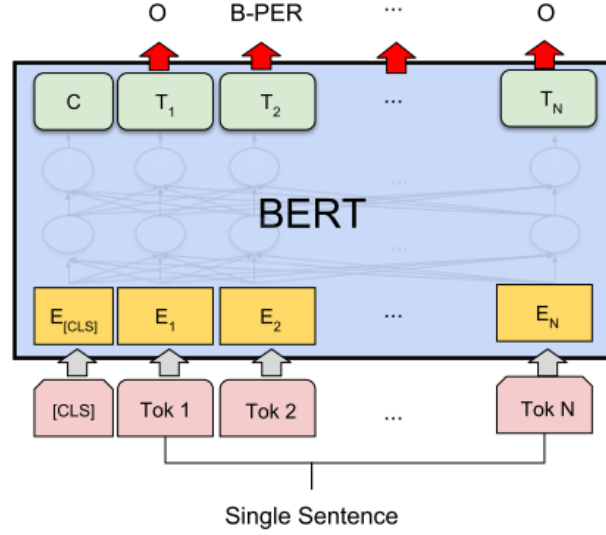 O B-PER ... O
C T1 T2 ... TN
...
BERT
...
E[CLS] E1 E2 ... EN
[CLS] Tok 1 Tok 2 ... Tok N
Single Sentence